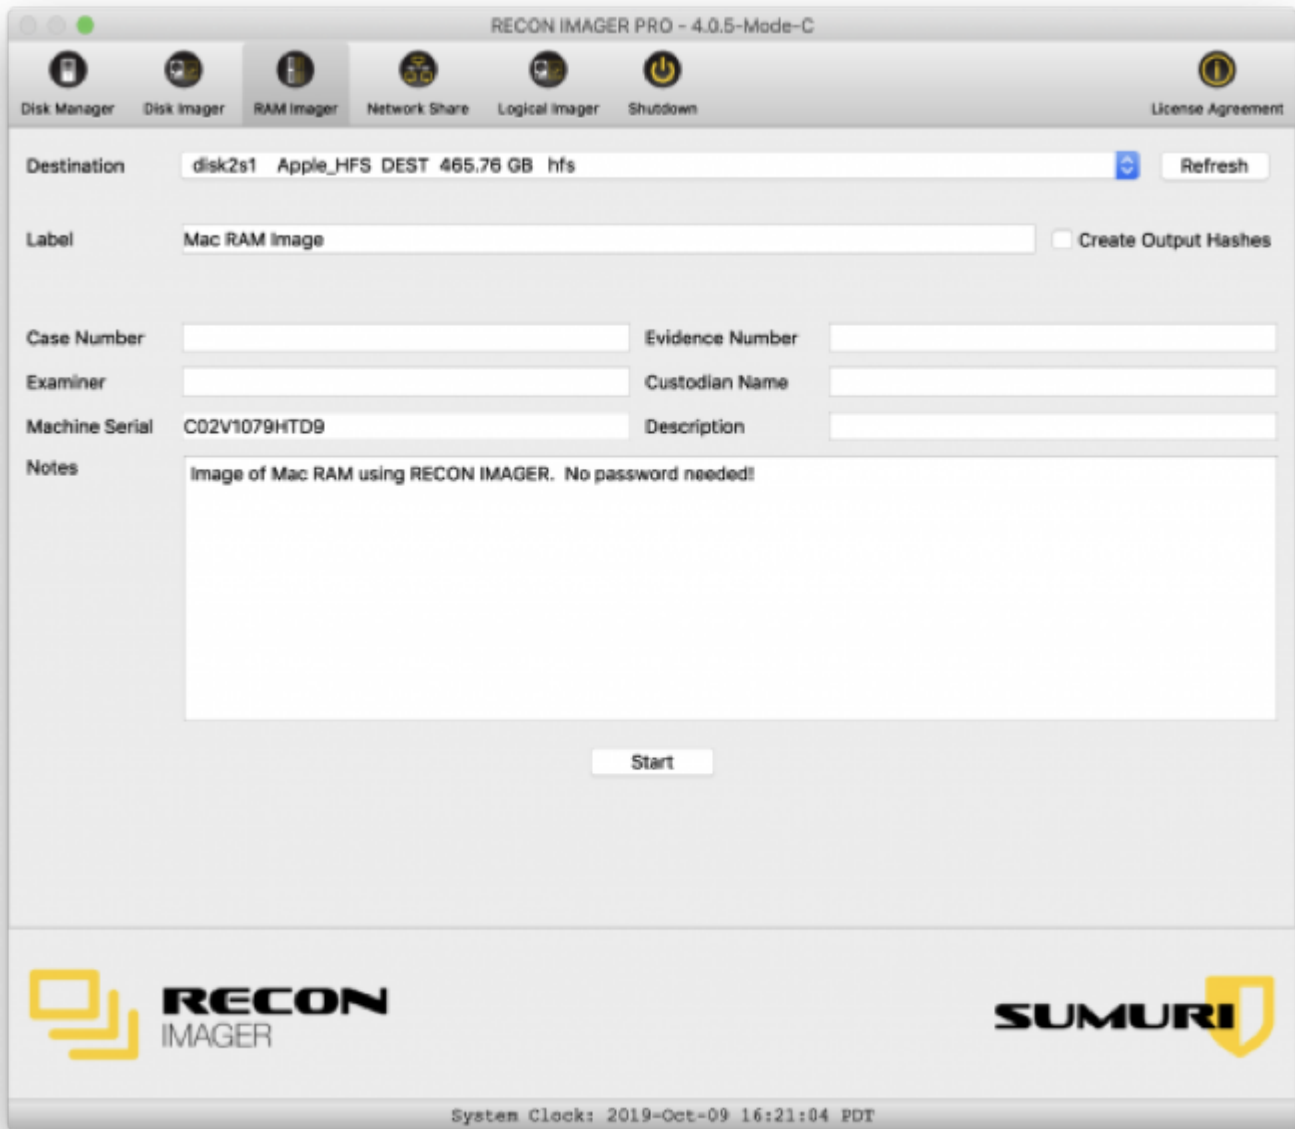 RECON IMAGER PRO - 4.0.5-Mode-C
Disk Manager Disk Imager RAM Imager Network Share Logical Imager Shutdown License Agreement
Destination disk2s1 Apple_HFS DEST 465.76 GB hfs Refresh
Label Mac RAM Image Create Output Hashes
Case Number Evidence Number
Examiner Custodian Name
Machine Serial C02V1079HTD9 Description
Notes Image of Mac RAM using RECON IMAGER. No password needed!
Start
RECON
IMAGER
SUMURI
System Clock: 2019-Oct-09 16:21:04 PDT